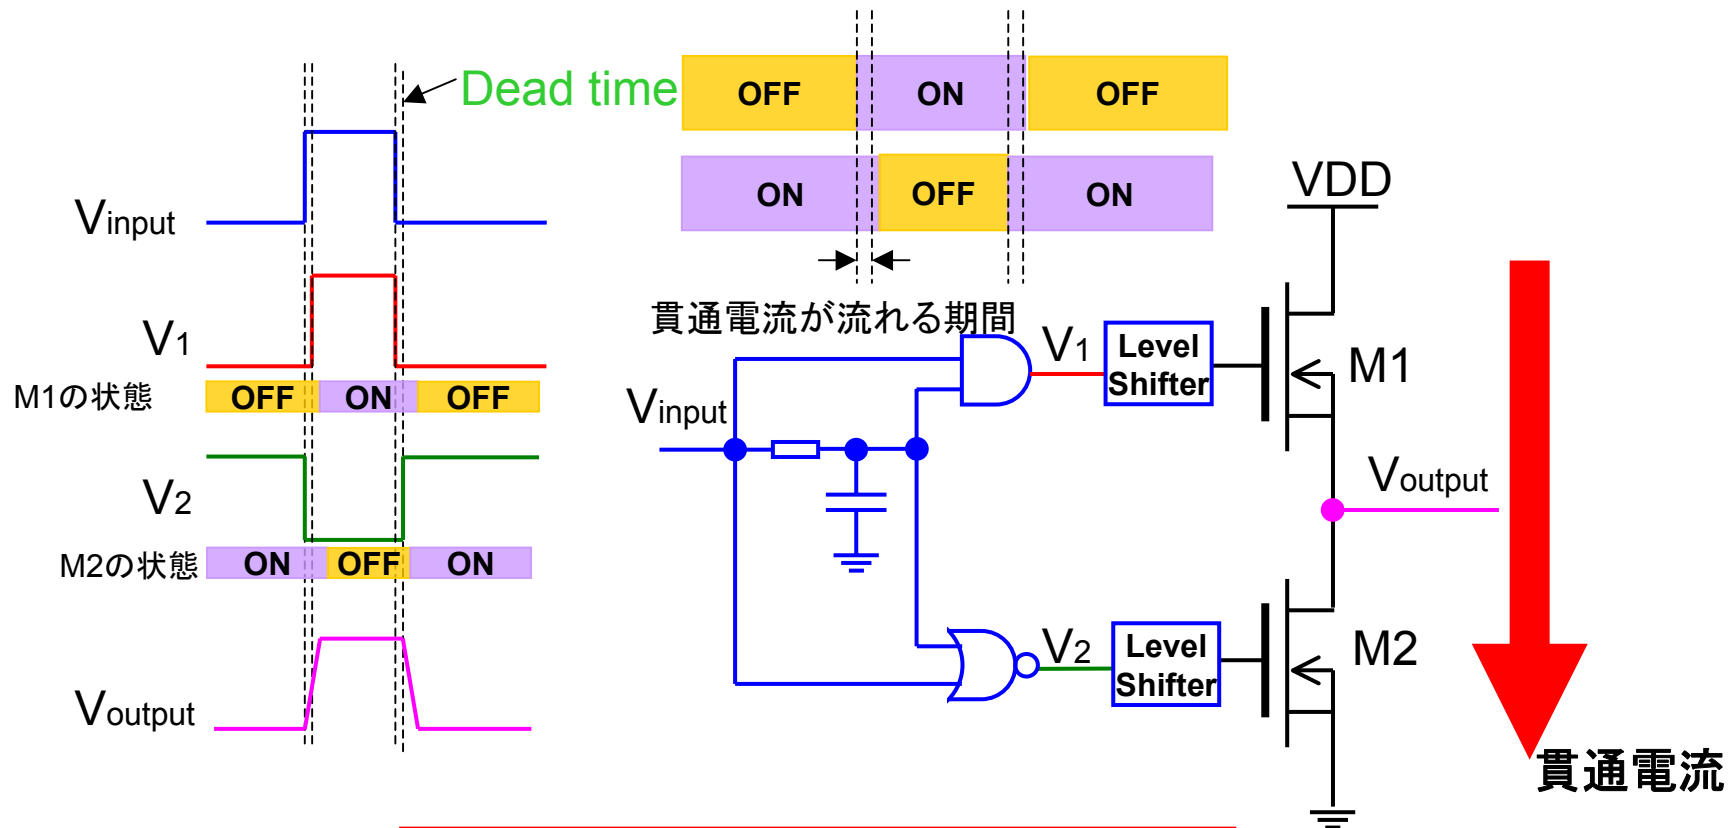 Dead time
OFF ON OFF
ON OFF ON
貫通電流が流れる期間
Vinput
V1
M1の状態
OFF ON OFF
V2
M2の状態
ON OFF ON
Voutput
VDD
Vinput
V1
Level
Shifter
M1
Voutput
V2
Level
Shifter
M2
貫通電流